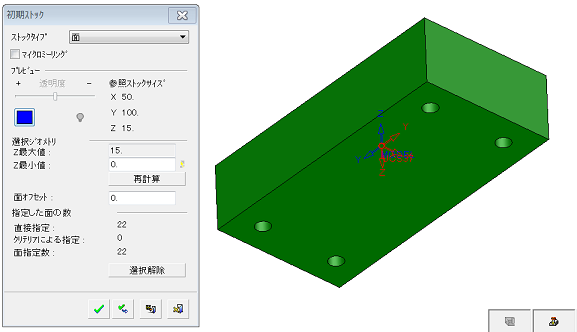 初期ストック
ストックタイプ 面
マイクロミーリング
プレビュー
+ 透明度 - 参照ストックサイズ
X 50.
Y 100.
Z 15.
選択ジオメトリ
Z最大値： 15.
Z最小値： 0.
再計算
面オフセット： 0.
指定した面の数
直接指定： 22
クリテリアによる指定： 0
面指定数： 22
選択解除
Z
Y
X
Z